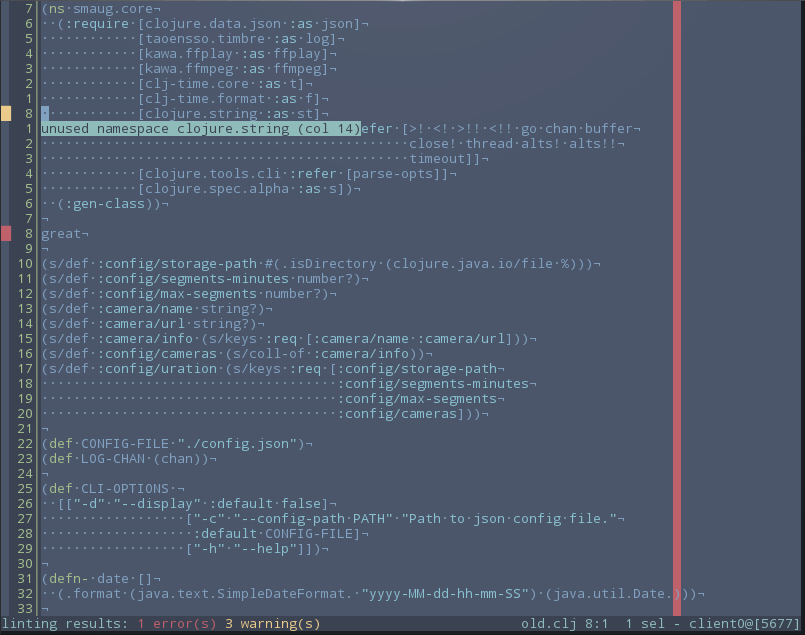 7 (ns·smaug.core¬
6 ··(:require·[clojure.data.json·:as·json]¬
5 ············[taoensso.timbre·:as·log]¬
4 ············[kawa.ffplay·:as·ffplay]¬
3 ············[kawa.ffmpeg·:as·ffmpeg]¬
2 ············[clj-time.core·:as·t]¬
1 ············[clj-time.format·:as·f]¬
8 ············[clojure.string·:as·st]¬
1 unused namespace clojure.string (col 14)efer·[>!·<!·>!!·<!!·go·chan·buffer¬
2 ··············································close!·thread·alts!·alts!!¬
3 ··············································timeout]]¬
4 ············[clojure.tools.cli·:refer·[parse-opts]]¬
5 ············[clojure.spec.alpha·:as·s])¬
6 ··(:gen-class))¬
7 ¬
8 great¬
9 ¬
10 (s/def·:config/storage-path·#(.isDirectory·(clojure.java.io/file·%)))¬
11 (s/def·:config/segments-minutes·number?)¬
12 (s/def·:config/max-segments·number?)¬
13 (s/def·:camera/name·string?)¬
14 (s/def·:camera/url·string?)¬
15 (s/def·:camera/info·(s/keys·:req·[:camera/name·:camera/url]))¬
16 (s/def·:config/cameras·(s/coll-of·:camera/info))¬
17 (s/def·:config/uration·(s/keys·:req·[:config/storage-path¬
18 ·····································:config/segments-minutes¬
19 ·····································:config/max-segments¬
20 ·····································:config/cameras]))¬
21 ¬
22 (def·CONFIG-FILE·"./config.json")¬
23 (def·LOG-CHAN·(chan))¬
24 ¬
25 (def·CLI-OPTIONS·¬
26 ··[["-d"·"--display"·:default·false]¬
27 ··················["-c"·"--config-path·PATH"·"Path·to·json·config·file."¬
28 ···················:default·CONFIG-FILE]¬
29 ··················["-h"·"--help"]])¬
30 ¬
31 (defn-·date·[]¬
32 ··(.format·(java.text.SimpleDateFormat.·"yyyy-MM-dd-hh-mm-SS")·(java.util.Date.)))¬
33 ¬
linting results: 1 error(s) 3 warning(s) old.clj 8:1 1 sel - client0@[5677]